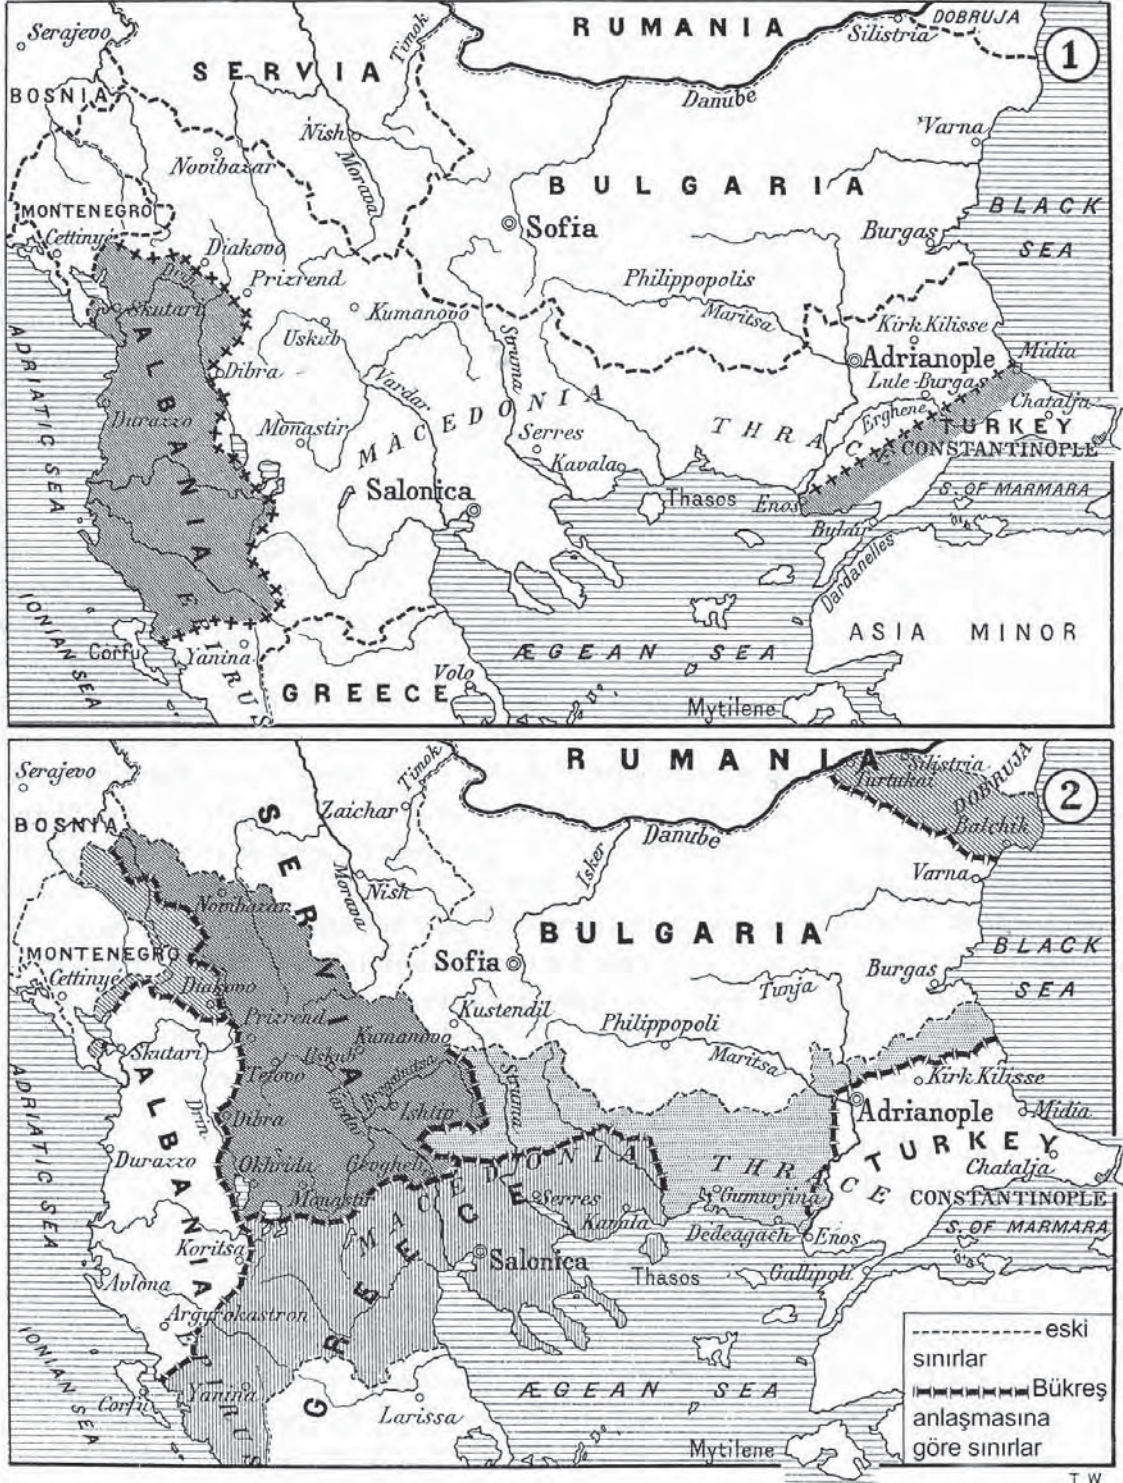 RUMANIA
DOBRUJA
Silistria
1
Serajevo
Timok
SERVIA
BOSNIA
Danube
Varna
Nish
Novibazar
Morava
BULGARIA
BLACK
SEA
MONTENEGRO
Cettinyé
Sofia
Burgas
Diakovo
Drin
Prizrend
Philippopolis
Maritsa
Skutari
Kumanovo
Uskub
Struma
Kirk Kilisse
Adrianople
Midia
ADRIATIC SEA
ALBANIA
Dibra
Vardar
Lule-Burgas
Chatalja
Durazzo
Monastir
MACEDONIA
Serres
THRACE
Erghene
TURKEY
CONSTANTINOPLE
Kavala
Salonica
Thasos
Enos
S. OF MARMARA
Bulair
Dardanelles
EPIRUS
IONIAN SEA
Corfu
Yanina
ÆGEAN SEA
ASIA MINOR
GREECE
Volo
Mytilene
RUMANIA
Silistria
Turtukai
DOBRUJA
Baltchik
2
Serajevo
Timok
Zaichar
BOSNIA
SERVIA
Danube
Isker
Varna
Morava
Nish
Novibazar
BULGARIA
BLACK
SEA
MONTENEGRO
Cettinyé
Sofia
Burgas
Diakovo
Tunja
Kustendil
Prizrend
Philippopoli
Maritsa
Kumanovo
Skutari
Uskub
Tetovo
Bregalnitza
Struma
Kirk Kilisse
ADRIATIC SEA
ALBANIA
Drin
Dibra
Vardar
Ishtip
Adrianople
Midia
TURKEY
Durazzo
Okhrida
Gevgheli
MACEDONIA
THRACE
Chatalja
Monastir
Serres
Gumurjina
CONSTANTINOPLE
Kavala
Dedeagach
Enos
S. OF MARMARA
Koritsa
Salonica
Thasos
Gallipoli
Avlona
Argyrokastron
EPIRUS
GREECE
IONIAN SEA
Corfu
Yanina
Larissa
ÆGEAN SEA
Mytilene
eski
sınırlar
Bükreş
anlaşmasına
göre sınırlar
T W